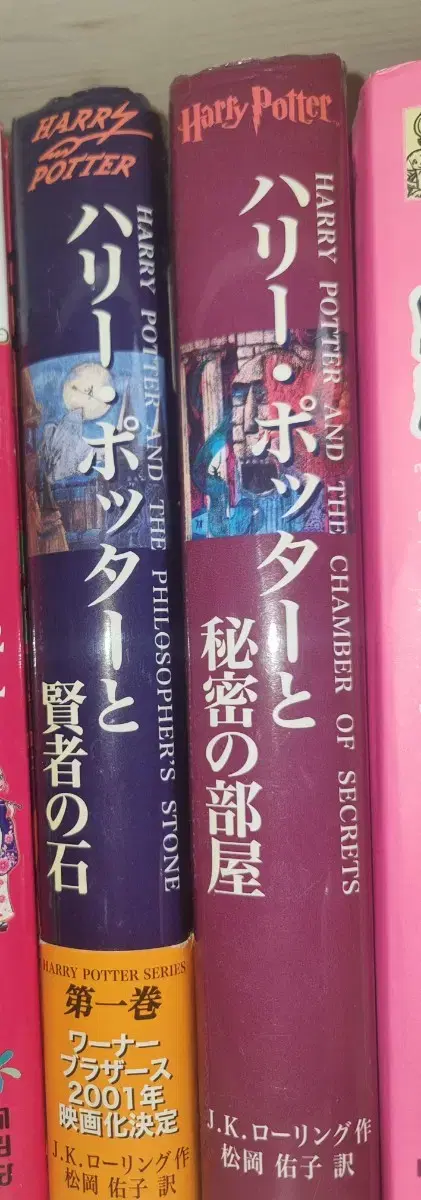 HARRY
POTTER
ハリー・ポッターと
賢者の石
HARRY POTTER AND THE PHILOSOPHER'S STONE
HARRY POTTER SERIES
第一巻
ワーナー
ブラザース
2001年
映画化決定
J.K.ローリング作
松岡 佑子 訳
Harry Potter
ハリー・ポッターと
秘密の部屋
HARRY POTTER AND THE CHAMBER OF SECRETS
J.K.ローリング作
松岡 佑子 訳